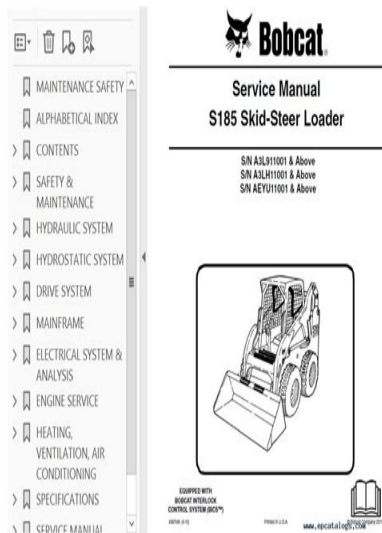 MAINTENANCE SAFETY
ALPHABETICAL INDEX
CONTENTS
SAFETY &
MAINTENANCE
HYDRAULIC SYSTEM
HYDROSTATIC SYSTEM
DRIVE SYSTEM
MAINFRAME
ELECTRICAL SYSTEM &
ANALYSIS
ENGINE SERVICE
HEATING,
VENTILATION, AIR
CONDITIONING
SPECIFICATIONS
SERVICE MANUAL
Bobcat
Service Manual
S185 Skid-Steer Loader
S/N A3L911001 & Above
S/N A3LH11001 & Above
S/N AEYU11001 & Above
EQUIPPED WITH
BOBCAT INTERLOCK
CONTROL SYSTEM (BICS™)
Printed in U.S.A.
www.epcatalogs.com